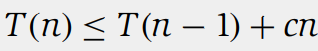 T(n) ≤ T(n − 1) + cn